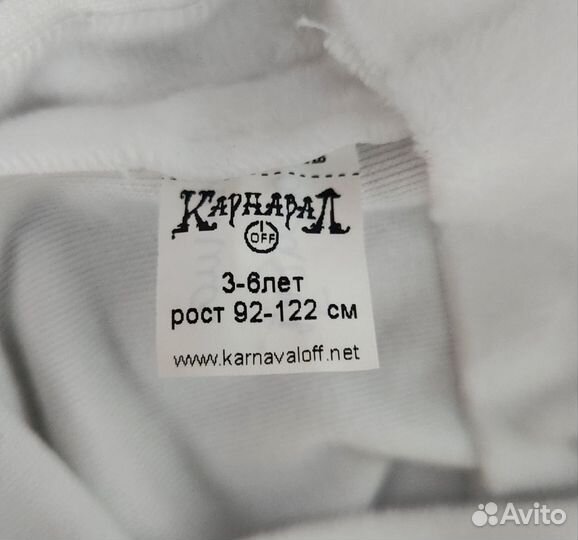 КАРНАВАЛ
OFF
3-6лет
рост 92-122 см
www.karnavaloff.net
Avito